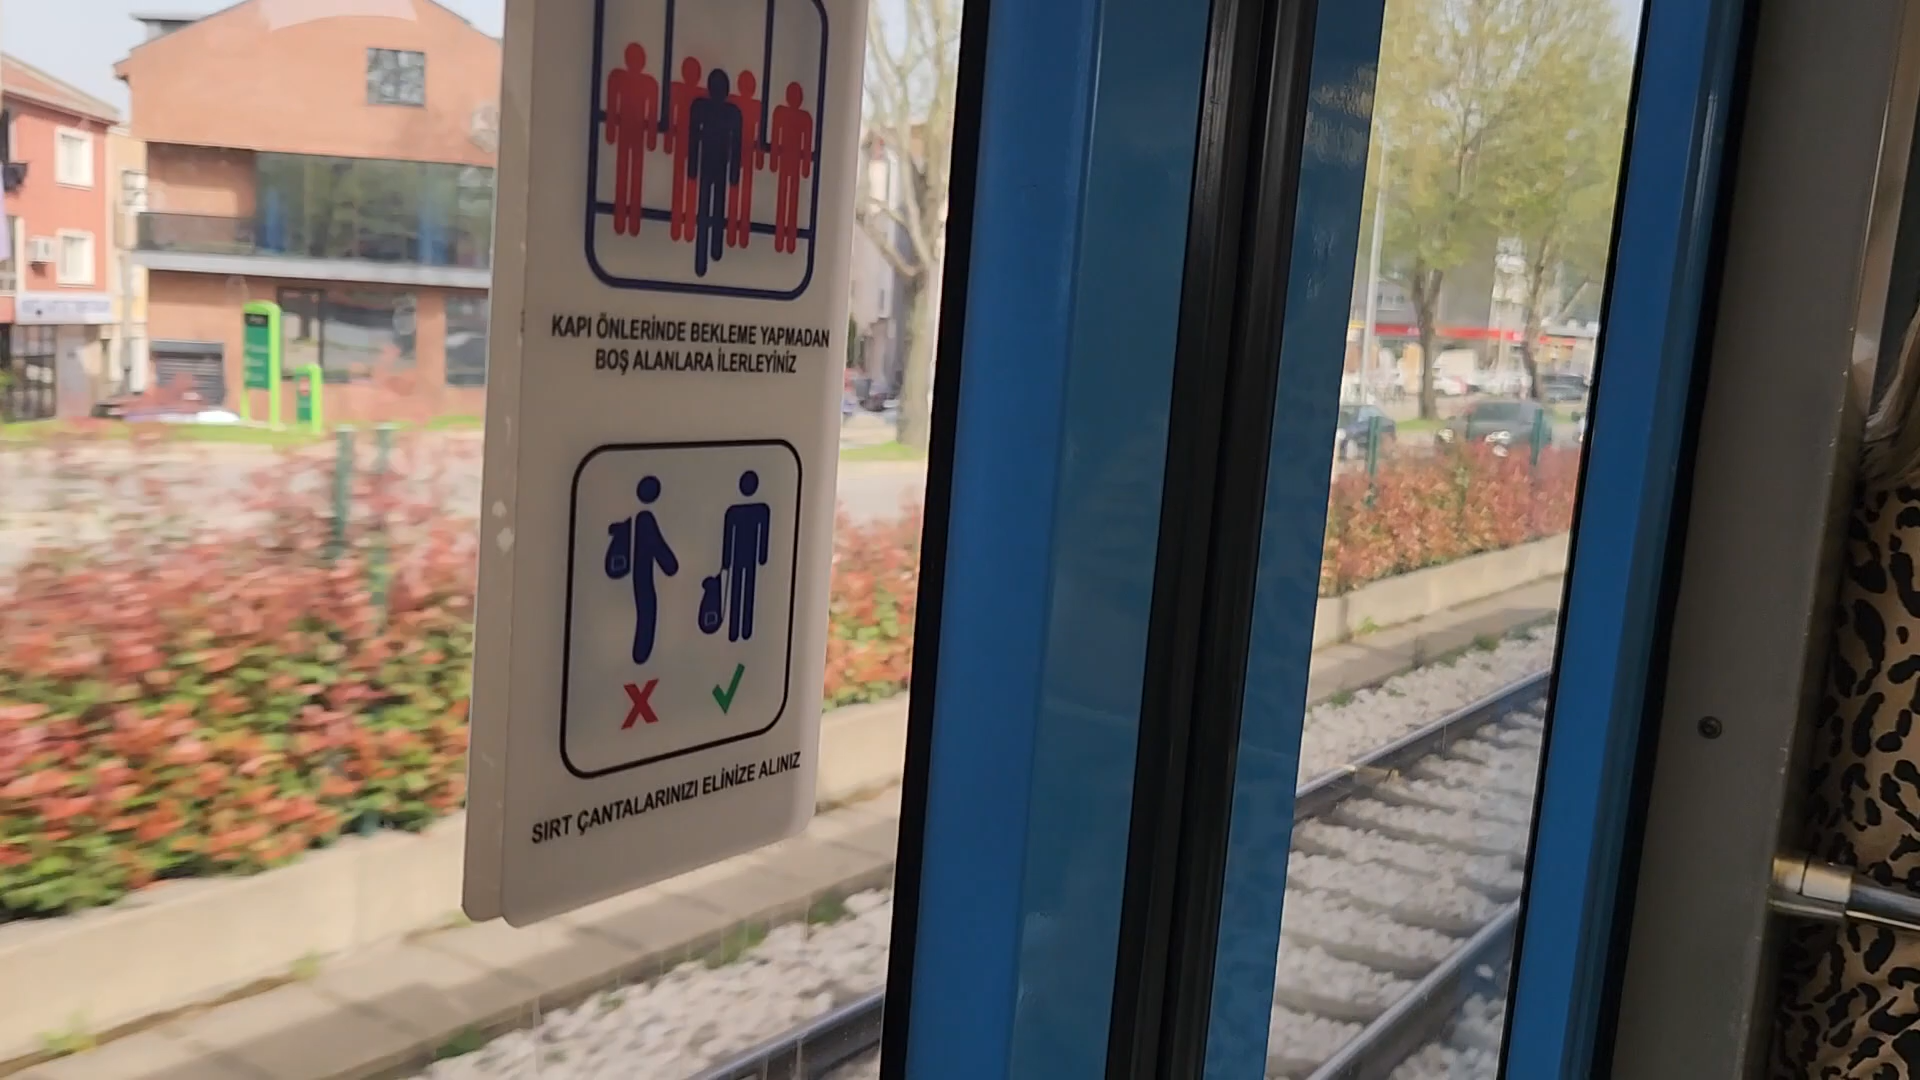 KAPI ÖNLERİNDE BEKLEME YAPMADAN
BOŞ ALANLARA İLERLEYİNİZ
SIRT ÇANTALARINIZI ELİNİZE ALINIZ